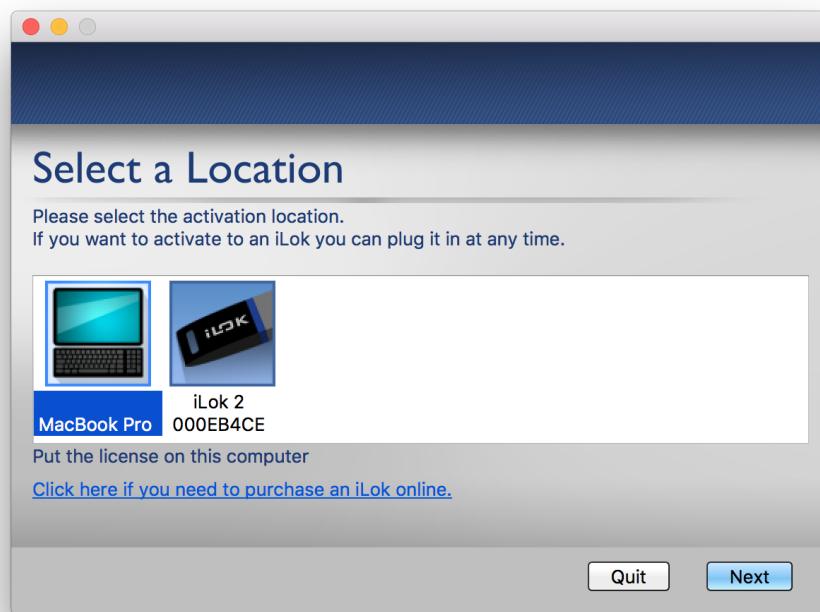 Select a Location
Please select the activation location.
If you want to activate to an iLok you can plug it in at any time.
iLOK
MacBook Pro
iLok 2
000EB4CE
Put the license on this computer
Click here if you need to purchase an iLok online.
Quit
Next